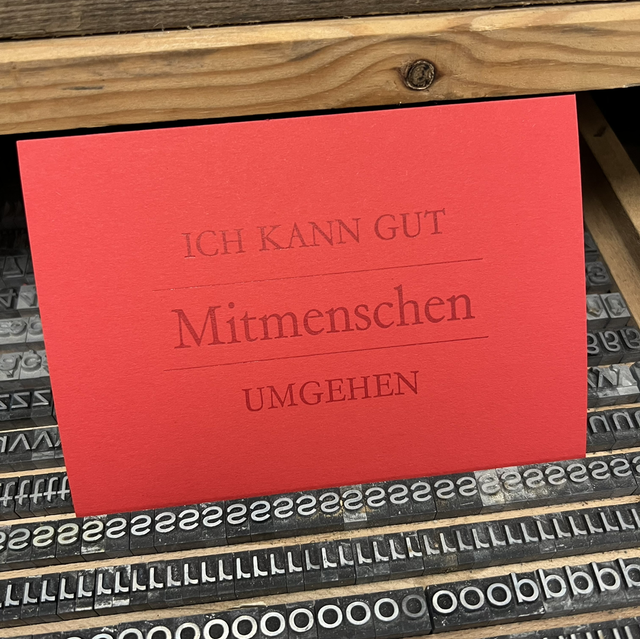 ICH KANN GUT
Mitmenschen
UMGEHEN